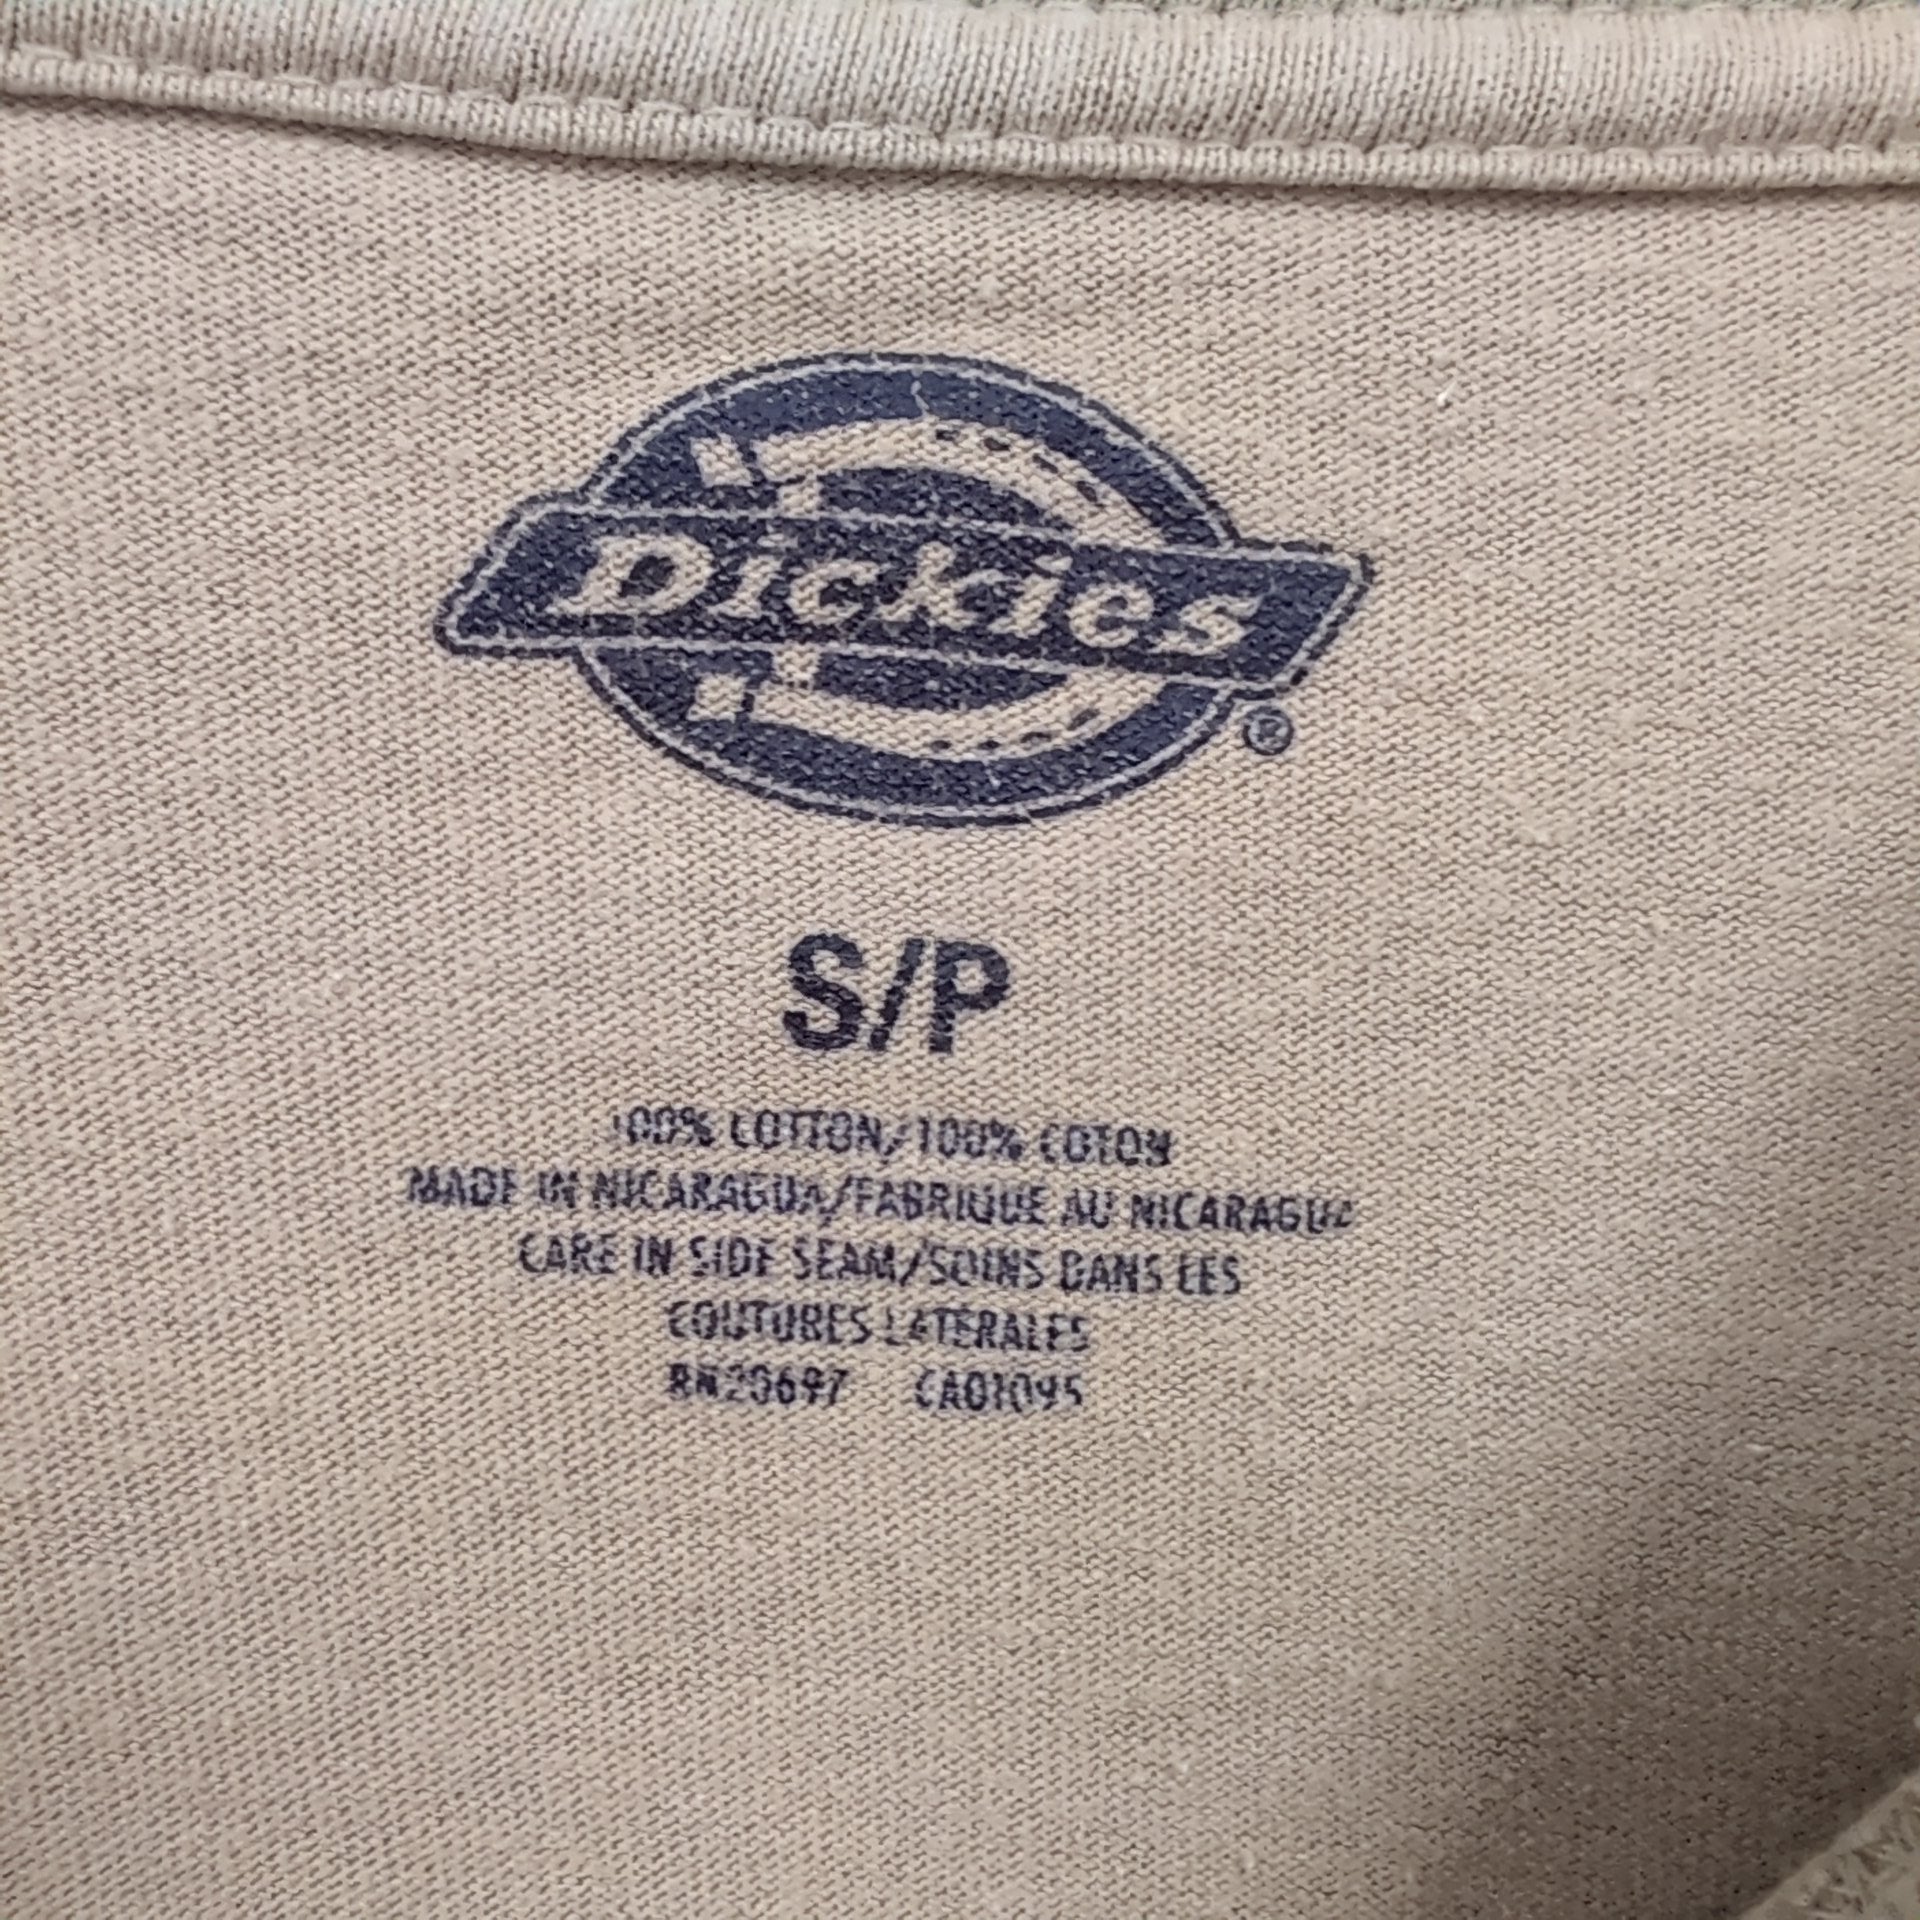 Dickies
®
S/P
100% COTTON/100% COTON
MADE IN NICARAGUA/FABRIQUE AU NICARAGUA
CARE IN SIDE SEAM/SOINS DANS LES
COUTURES LATERALES
RN20697 CA01095